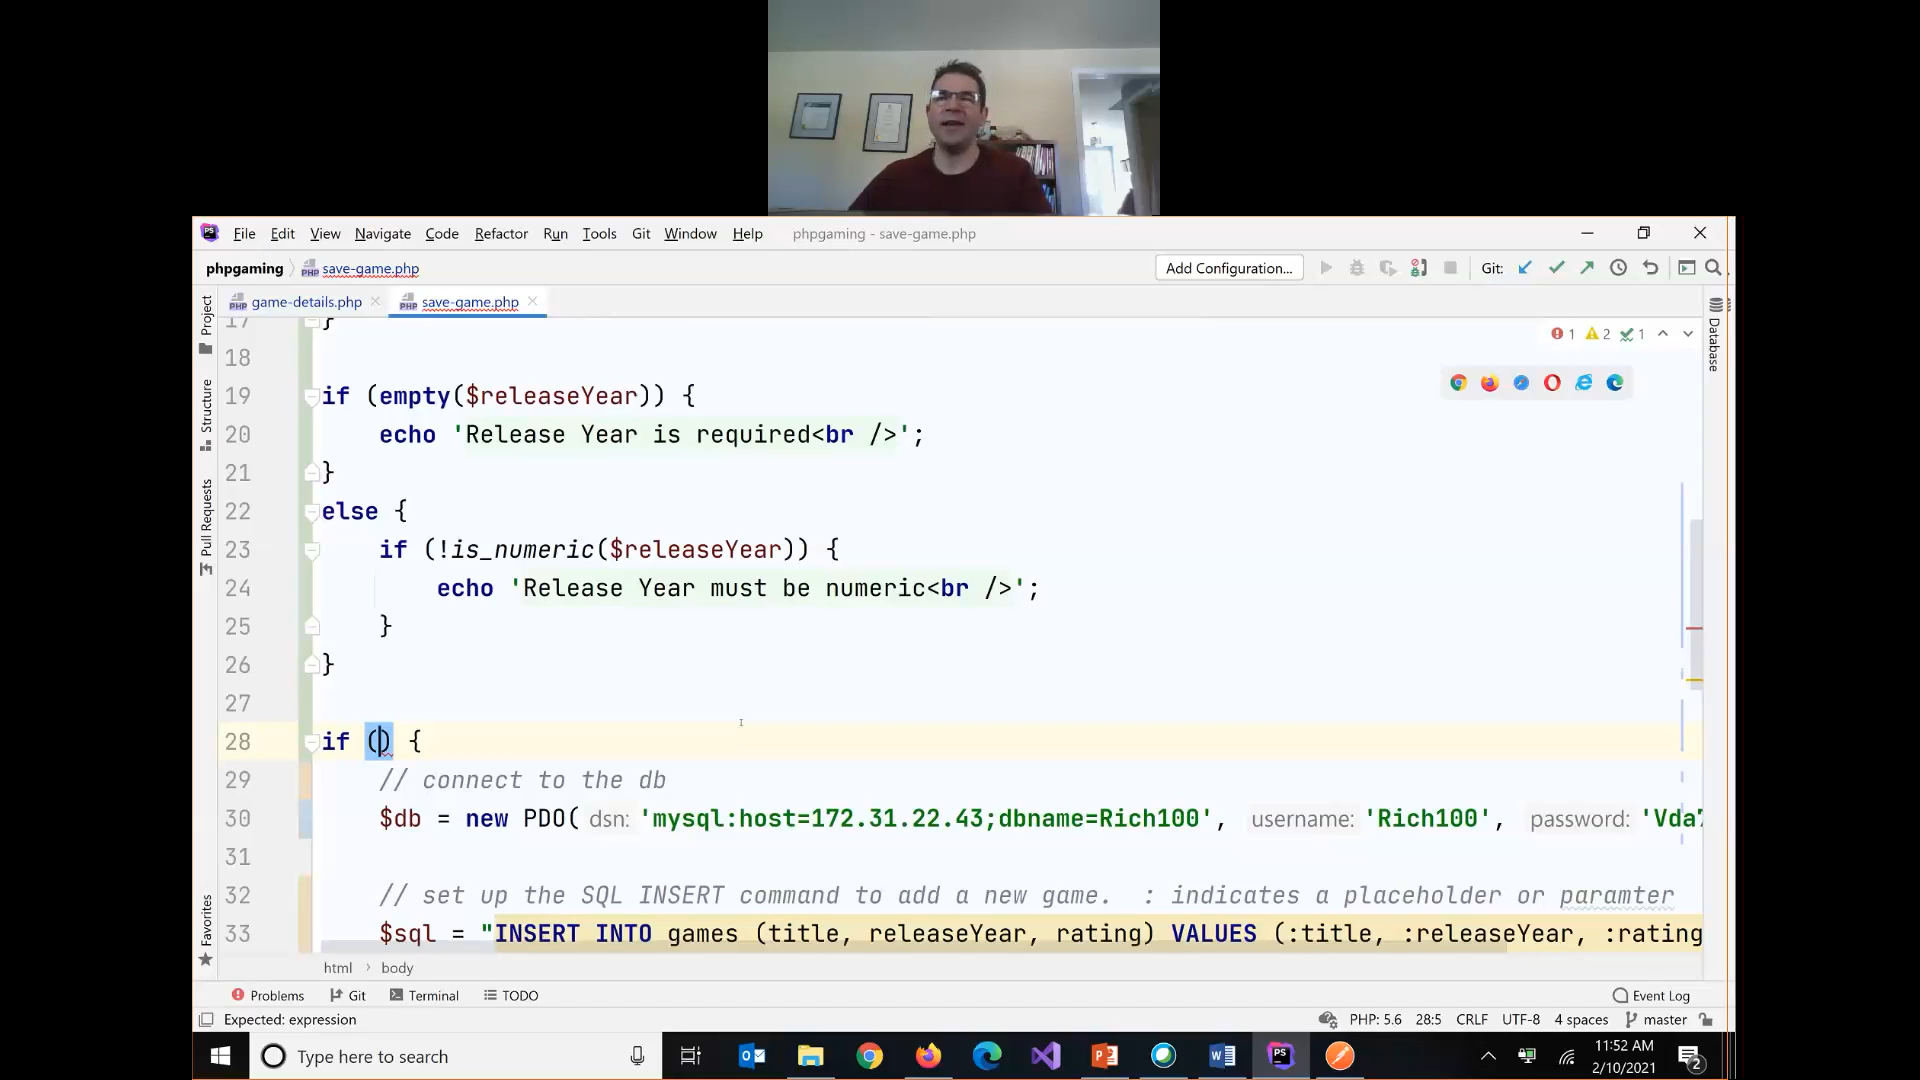 File Edit View Navigate Code Refactor Run Tools Git Window Help phpgaming - save-game.php
phpgaming save-game.php Add Configuration... Git:
game-details.php save-game.php
Project
Structure
Pull Requests
Favorites
Database
1 2 1
17 }
18
19 if (empty($releaseYear)) {
20 echo 'Release Year is required<br />';
21 }
22 else {
23 if (!is_numeric($releaseYear)) {
24 echo 'Release Year must be numeric<br />';
25 }
26 }
27
28 if () {
29 // connect to the db
30 $db = new PDO( dsn: 'mysql:host=172.31.22.43;dbname=Rich100', username: 'Rich100', password: 'Vda7
31
32 // set up the SQL INSERT command to add a new game.  : indicates a placeholder or paramter
33 $sql = "INSERT INTO games (title, releaseYear, rating) VALUES (:title, :releaseYear, :rating
html body
Problems Git Terminal TODO Event Log
Expected: expression PHP: 5.6 28:5 CRLF UTF-8 4 spaces master
Type here to search
11:52 AM
2/10/2021
2